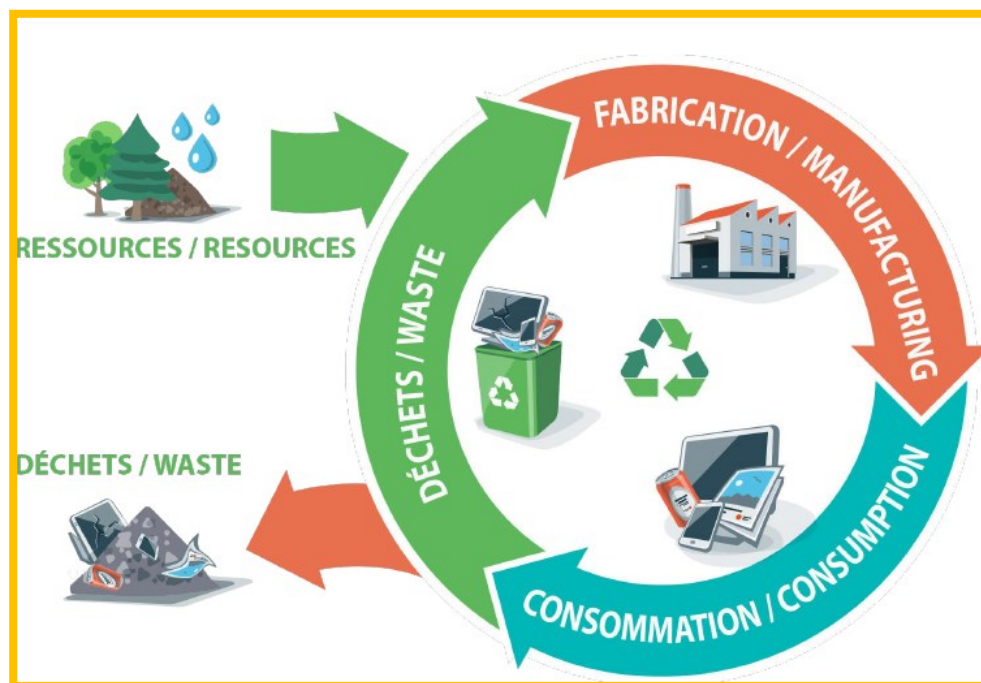 RESSOURCES / RESOURCES
FABRICATION / MANUFACTURING
DÉCHETS / WASTE
DÉCHETS / WASTE
CONSOMMATION / CONSUMPTION